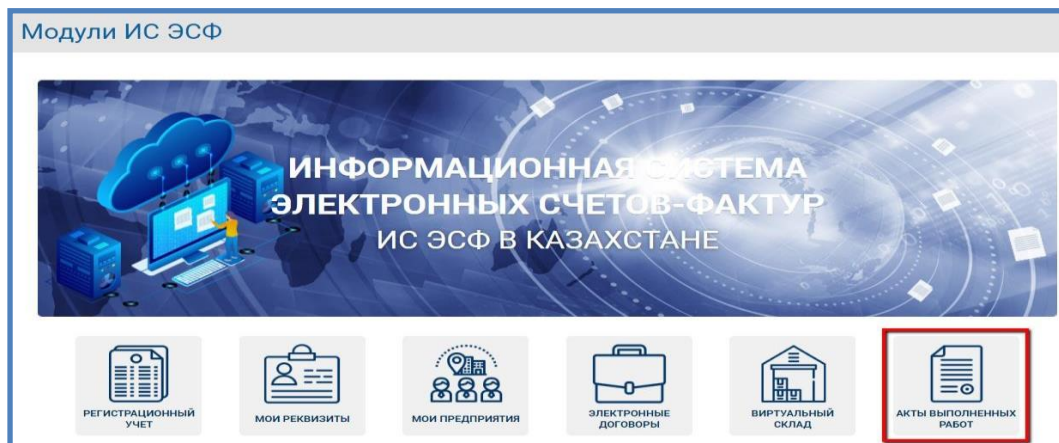 Модули ИС ЭСФ
ИНФОРМАЦИОННАЯ СИСТЕМА
ЭЛЕКТРОННЫХ СЧЕТОВ-ФАКТУР
ИС ЭСФ В КАЗАХСТАНЕ
РЕГИСТРАЦИОННЫЙ
УЧЕТ
МОИ РЕКВИЗИТЫ
МОИ ПРЕДПРИЯТИЯ
ЭЛЕКТРОННЫЕ
ДОГОВОРЫ
ВИРТУАЛЬНЫЙ
СКЛАД
АКТЫ ВЫПОЛНЕННЫХ
РАБОТ